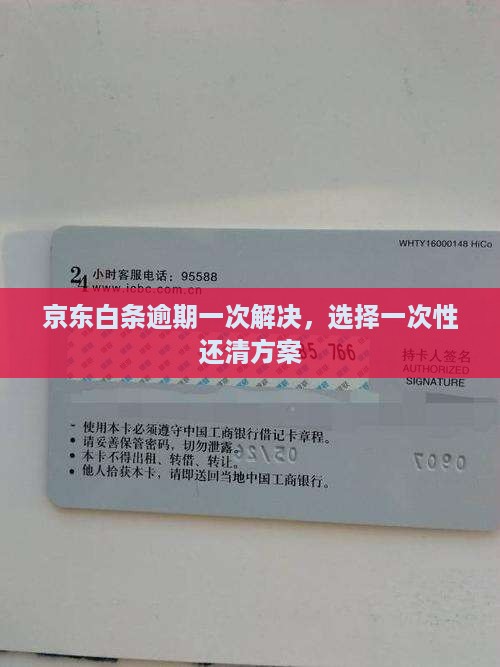 WHTY16000148 HiCo
24小时客服电话：95588
www.icbc.com.cn
京东白条逾期一次解决，选择一次性
还清方案
766
持卡人签名
AUTHORIZED
SIGNATURE
- 使用本卡必须遵守中国工商银行借记卡章程。
• 请妥善保管密码，切勿泄露。
05/26
• 本卡不得出租、转借、转让。
0907
• 他人拾获本卡，请即送回当地中国工商银行。